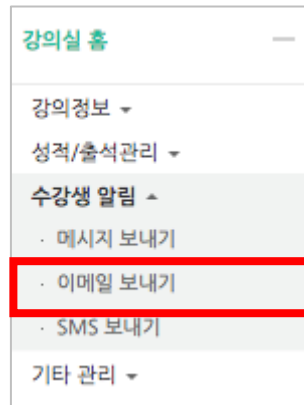 강의실 홈
강의정보
성적/출석관리
수강생 알림
· 메시지 보내기
· 이메일 보내기
· SMS 보내기
기타 관리